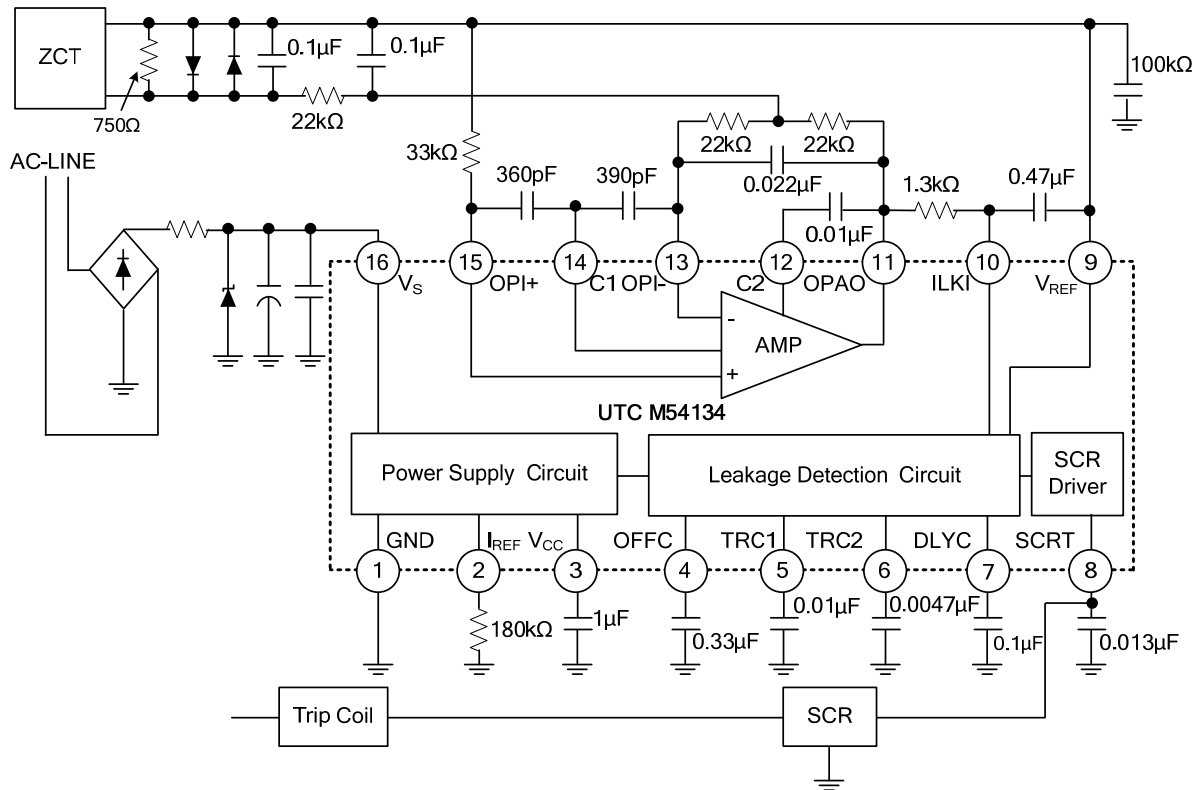 ZCT
750Ω
0.1µF
0.1µF
22kΩ
100kΩ
AC-LINE
33kΩ
22kΩ
22kΩ
360pF
390pF
0.022µF
1.3kΩ
0.47µF
0.01µF
16
15
14
13
12
11
10
9
VS
OPI+
C1
OPI-
C2
OPAO
ILKI
VREF
-
AMP
+
UTC M54134
Power Supply Circuit
Leakage Detection Circuit
SCR
Driver
GND
IREF
VCC
OFFC
TRC1
TRC2
DLYC
SCRT
1
2
3
4
5
6
7
8
180kΩ
1µF
0.33µF
0.01µF
0.0047µF
0.1µF
0.013µF
Trip Coil
SCR